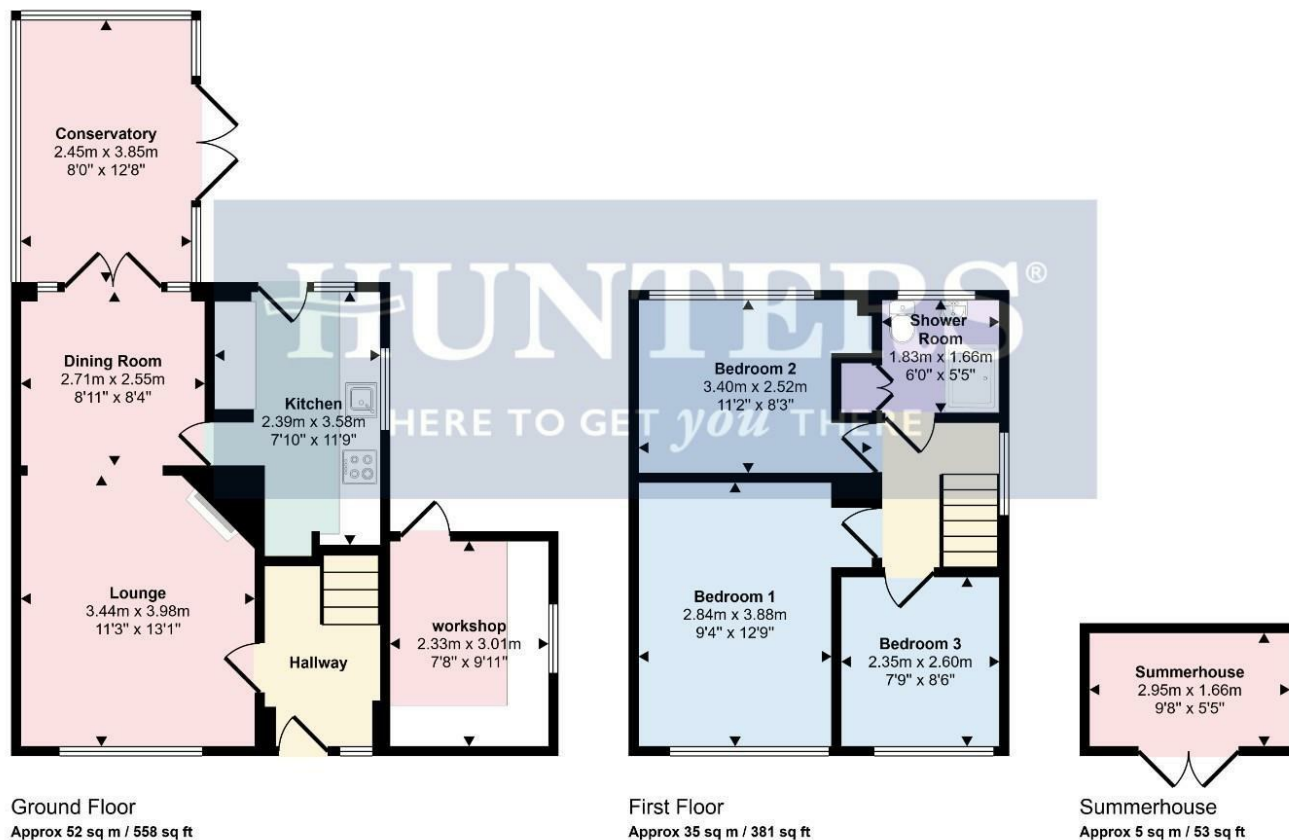 Conservatory
2.45m x 3.85m
8'0" x 12'8"
HUNTERS®
HERE TO GET you THERE
Dining Room
2.71m x 2.55m
8'11" x 8'4"
Kitchen
2.39m x 3.58m
7'10" x 11'9"
Lounge
3.44m x 3.98m
11'3" x 13'1"
Hallway
workshop
2.33m x 3.01m
7'8" x 9'11"
Ground Floor
Approx 52 sq m / 558 sq ft
Bedroom 2
3.40m x 2.52m
11'2" x 8'3"
Shower
Room
1.83m x 1.66m
6'0" x 5'5"
Bedroom 1
2.84m x 3.88m
9'4" x 12'9"
Bedroom 3
2.35m x 2.60m
7'9" x 8'6"
First Floor
Approx 35 sq m / 381 sq ft
Summerhouse
2.95m x 1.66m
9'8" x 5'5"
Summerhouse
Approx 5 sq m / 53 sq ft